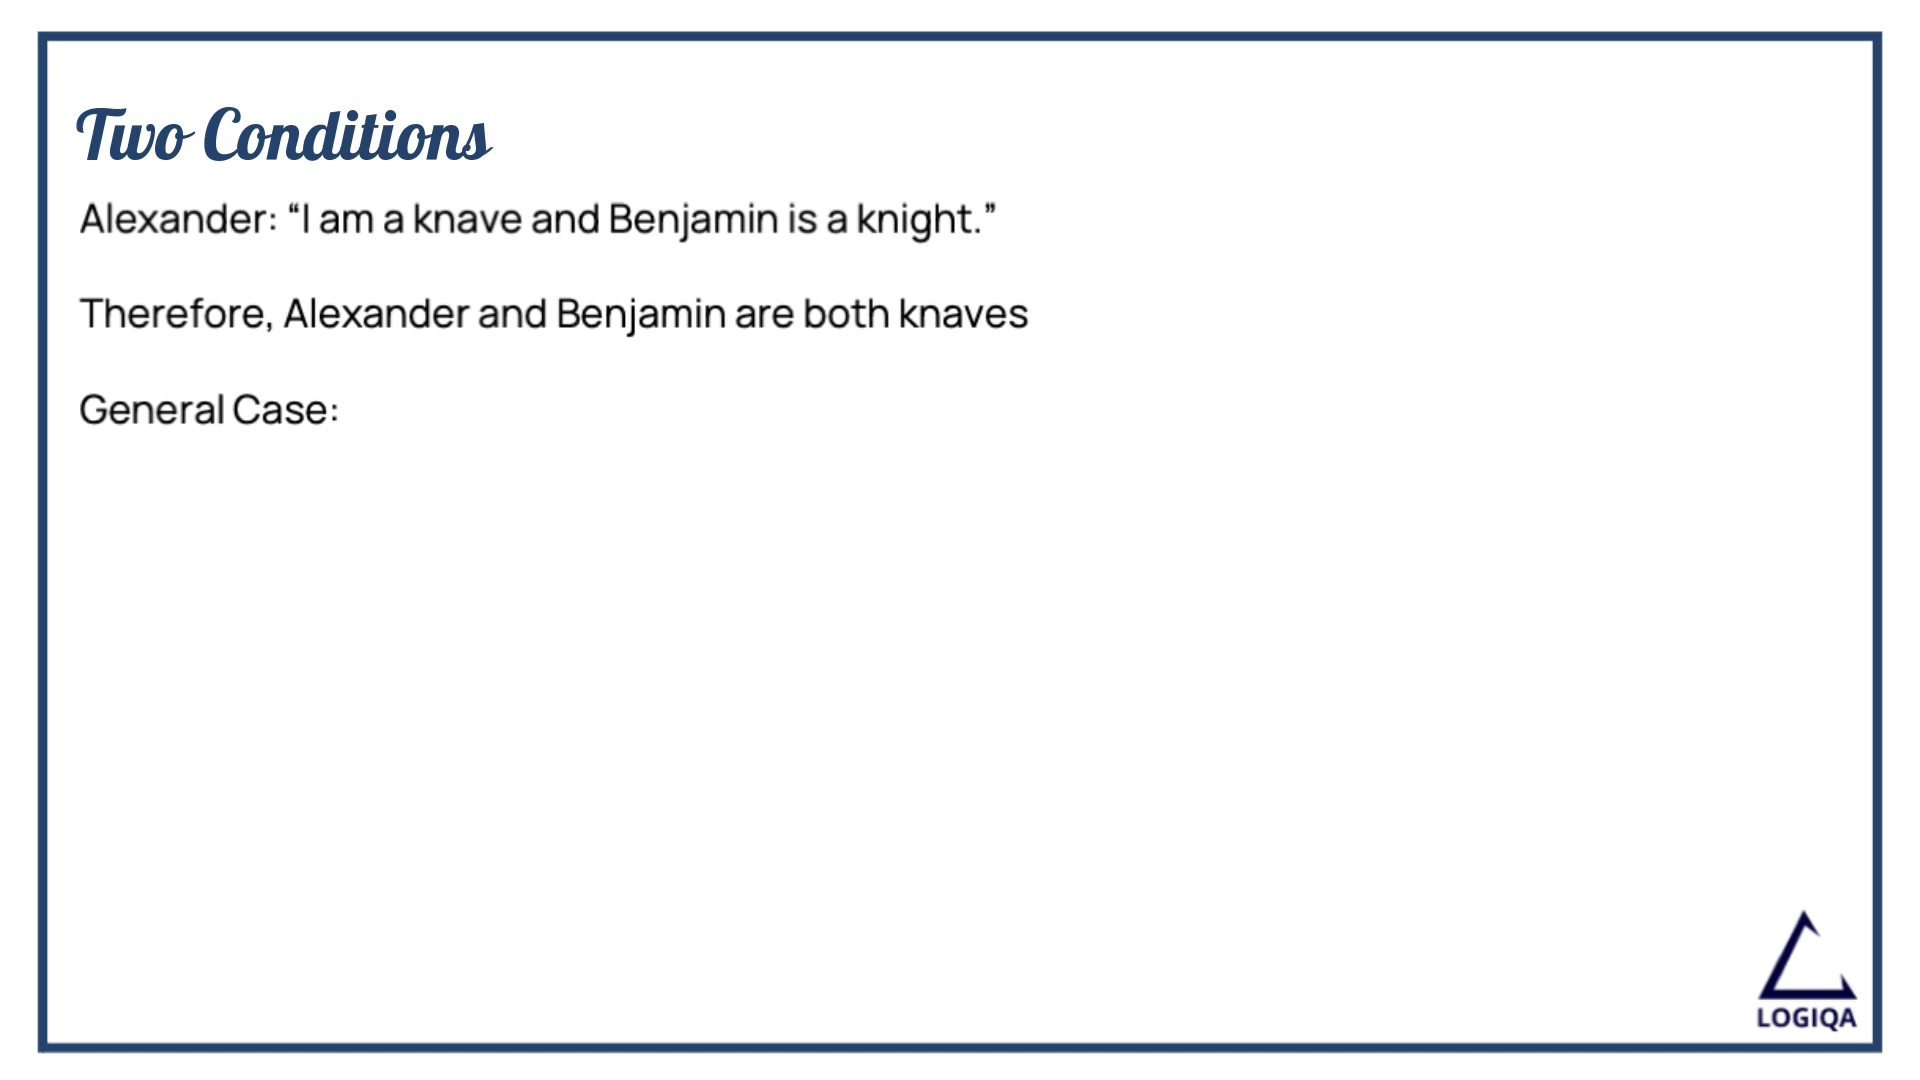 Two Conditions
Alexander: “I am a knave and Benjamin is a knight.”
Therefore, Alexander and Benjamin are both knaves
General Case:
LOGIQA